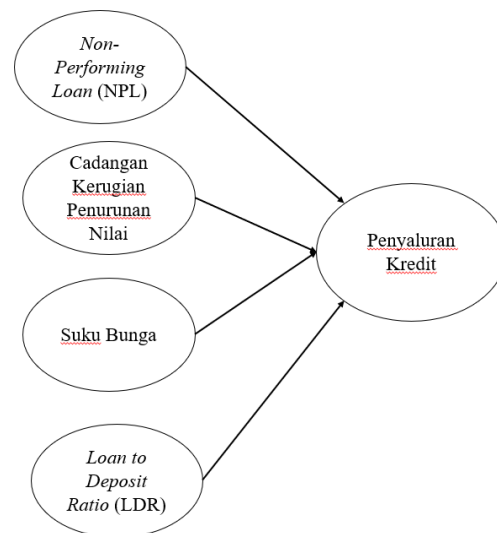 Non-
Performing
Loan (NPL)
Cadangan
Kerugian
Penurunan
Nilai
Suku Bunga
Loan to
Deposit
Ratio (LDR)
Penyaluran
Kredit